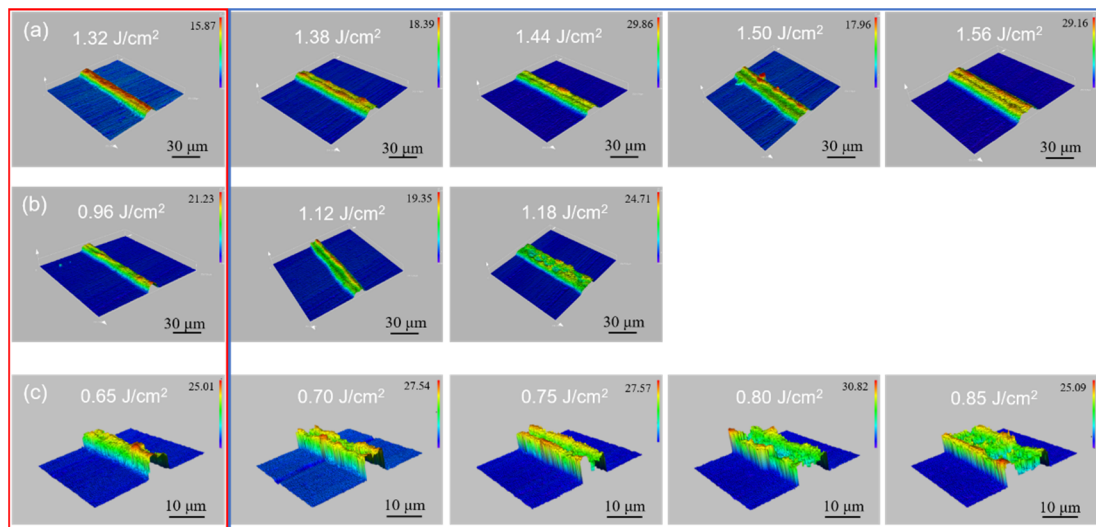 (a)
1.32 J/cm²
15.87
30 μm
1.38 J/cm²
18.39
30 μm
1.44 J/cm²
29.86
30 μm
1.50 J/cm²
17.96
30 μm
1.56 J/cm²
29.16
30 μm
(b)
0.96 J/cm²
21.23
30 μm
1.12 J/cm²
19.35
30 μm
1.18 J/cm²
24.71
30 μm
(c)
0.65 J/cm²
25.01
10 μm
0.70 J/cm²
27.54
10 μm
0.75 J/cm²
27.57
10 μm
0.80 J/cm²
30.82
10 μm
0.85 J/cm²
25.09
10 μm